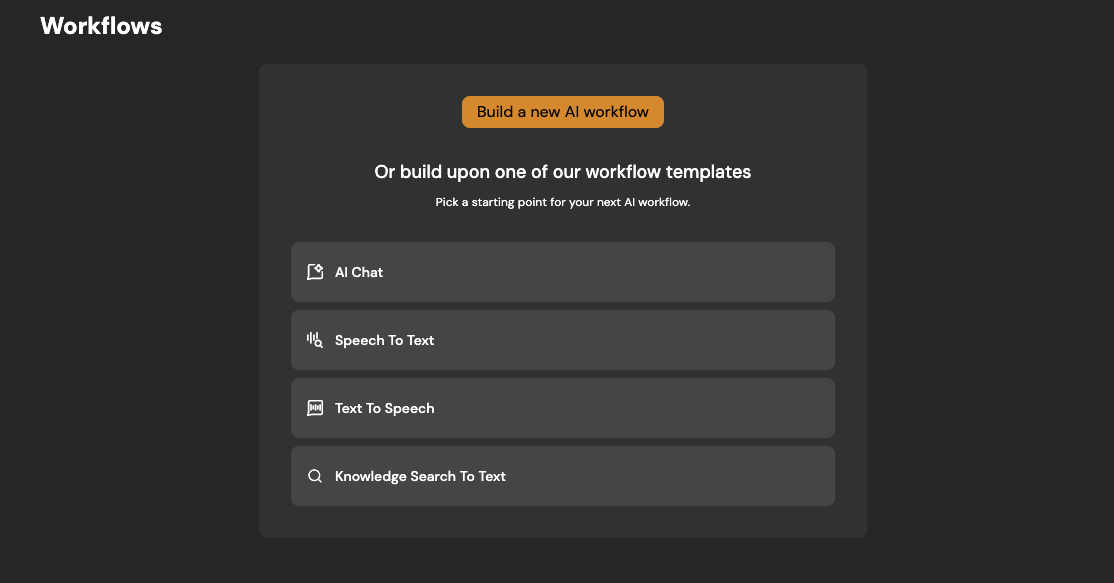 Workflows
Build a new AI workflow
Or build upon one of our workflow templates
Pick a starting point for your next AI workflow.
AI Chat
Speech To Text
Text To Speech
Knowledge Search To Text